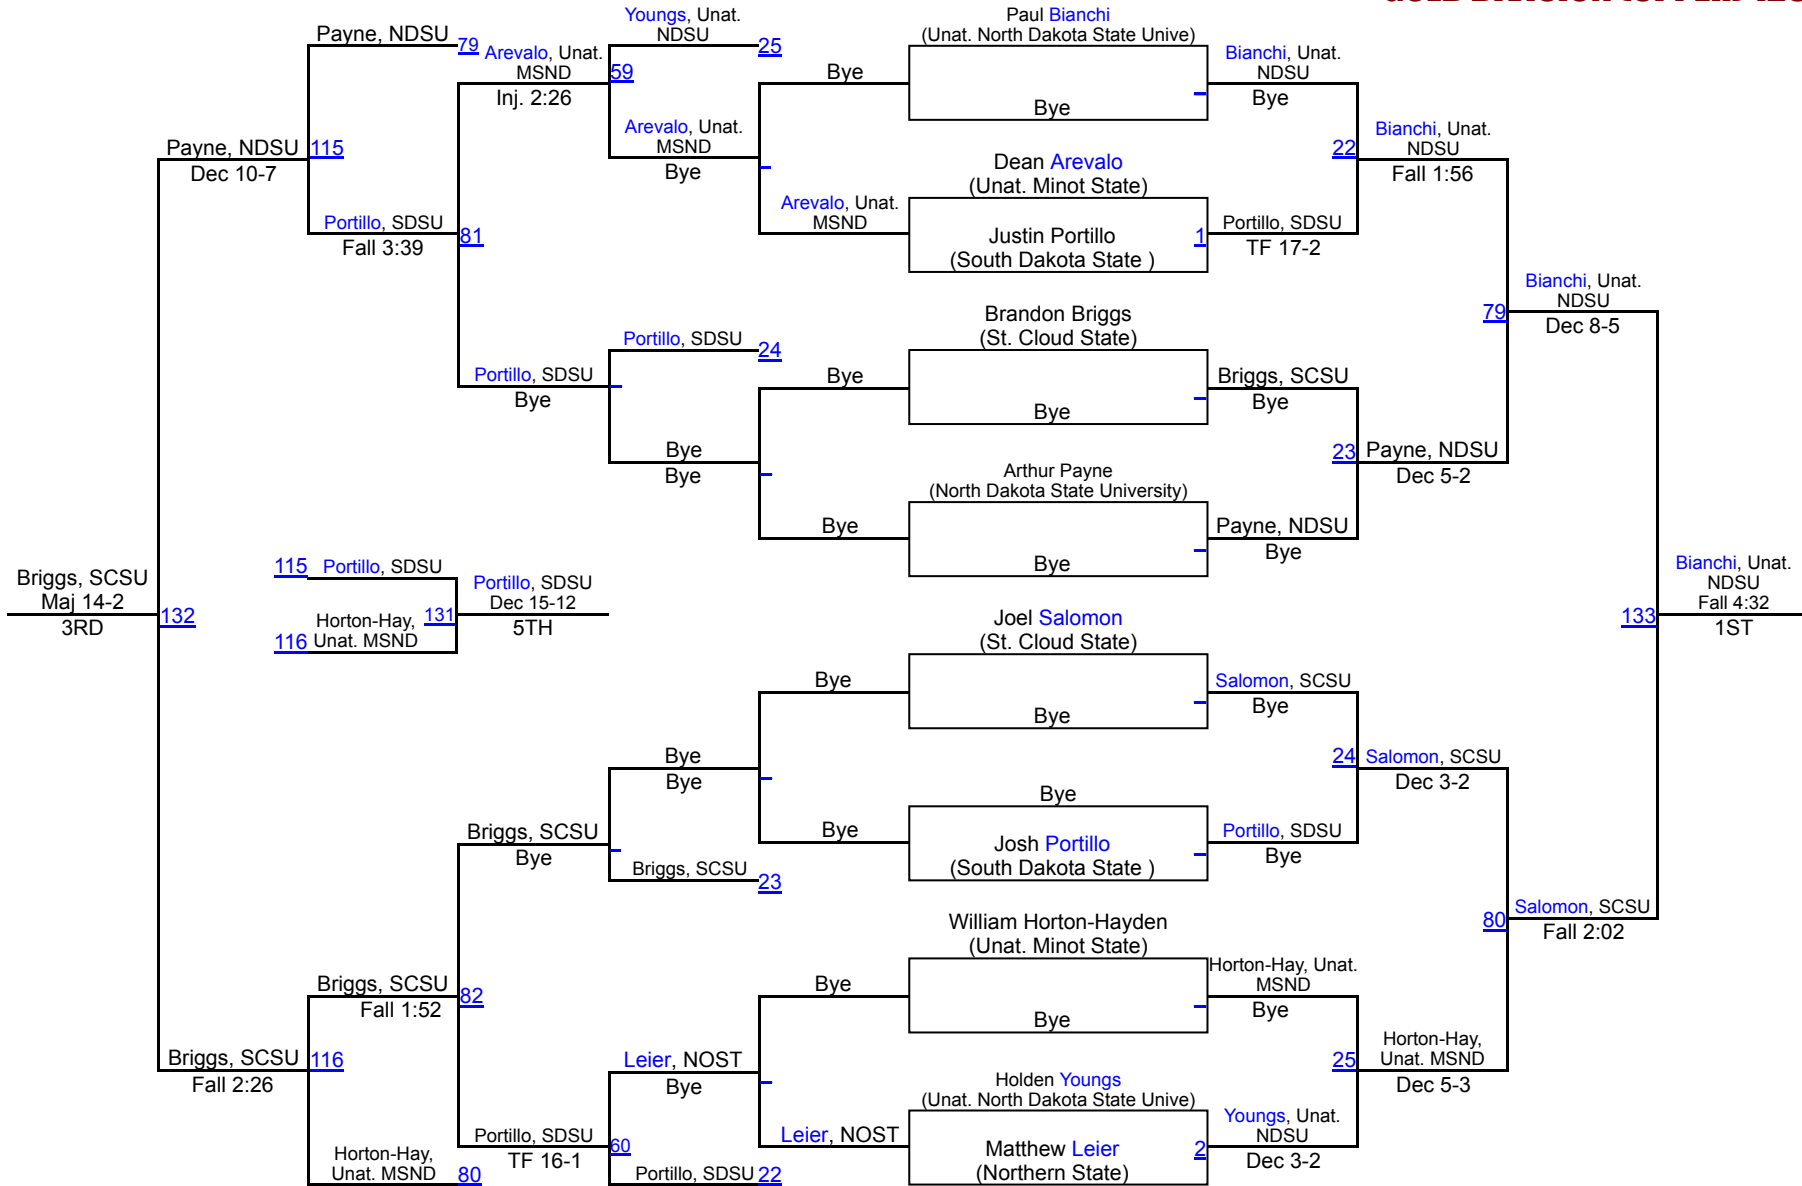 Payne, NDSU
79
Arevalo, Unat.
MSND
59
Inj. 2:26
Youngs, Unat.
NDSU
25
Bye
Paul Bianchi
(Unat. North Dakota State Unive)
Bye
Bianchi, Unat.
NDSU
Bye
Payne, NDSU
115
Dec 10-7
Arevalo, Unat.
MSND
Bye
Dean Arevalo
(Unat. Minot State)
22
Bianchi, Unat.
NDSU
Fall 1:56
Portillo, SDSU
81
Fall 3:39
Arevalo, Unat.
MSND
Justin Portillo
(South Dakota State )
1
Portillo, SDSU
TF 17-2
Bianchi, Unat.
NDSU
79
Dec 8-5
Portillo, SDSU
24
Brandon Briggs
(St. Cloud State)
Portillo, SDSU
Bye
Bye
Bye
Briggs, SCSU
Bye
Bye
Bye
Arthur Payne
(North Dakota State University)
23
Payne, NDSU
Dec 5-2
Bye
Bye
Payne, NDSU
Bye
Briggs, SCSU
Maj 14-2
3RD
132
115
Portillo, SDSU
Horton-Hay,
Unat. MSND
116
131
Portillo, SDSU
Dec 15-12
5TH
Joel Salomon
(St. Cloud State)
133
Bianchi, Unat.
NDSU
Fall 4:32
1ST
Bye
Bye
Salomon, SCSU
Bye
Bye
Bye
24
Salomon, SCSU
Dec 3-2
Bye
Briggs, SCSU
Bye
Bye
Josh Portillo
(South Dakota State )
Portillo, SDSU
Bye
Briggs, SCSU
23
William Horton-Hayden
(Unat. Minot State)
80
Salomon, SCSU
Fall 2:02
Briggs, SCSU
82
Fall 1:52
Bye
Bye
Horton-Hay, Unat.
MSND
Bye
Briggs, SCSU
116
Fall 2:26
Leier, NOST
Bye
25
Horton-Hay,
Unat. MSND
Dec 5-3
Holden Youngs
(Unat. North Dakota State Unive)
Portillo, SDSU
60
TF 16-1
Leier, NOST
Matthew Leier
(Northern State)
2
Youngs, Unat.
NDSU
Dec 3-2
Horton-Hay,
Unat. MSND
80
Portillo, SDSU
22